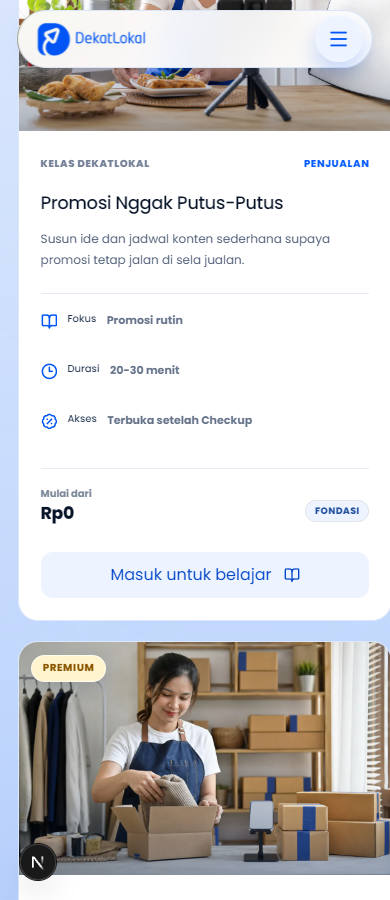 DekatLokal
KELAS DEKATLOKAL
PENJUALAN
Promosi Nggak Putus-Putus
Susun ide dan jadwal konten sederhana supaya
promosi tetap jalan di sela jualan.
Fokus Promosi rutin
Durasi 20-30 menit
Akses Terbuka setelah Checkup
Mulai dari
Rp0
FONDASI
Masuk untuk belajar
PREMIUM
N